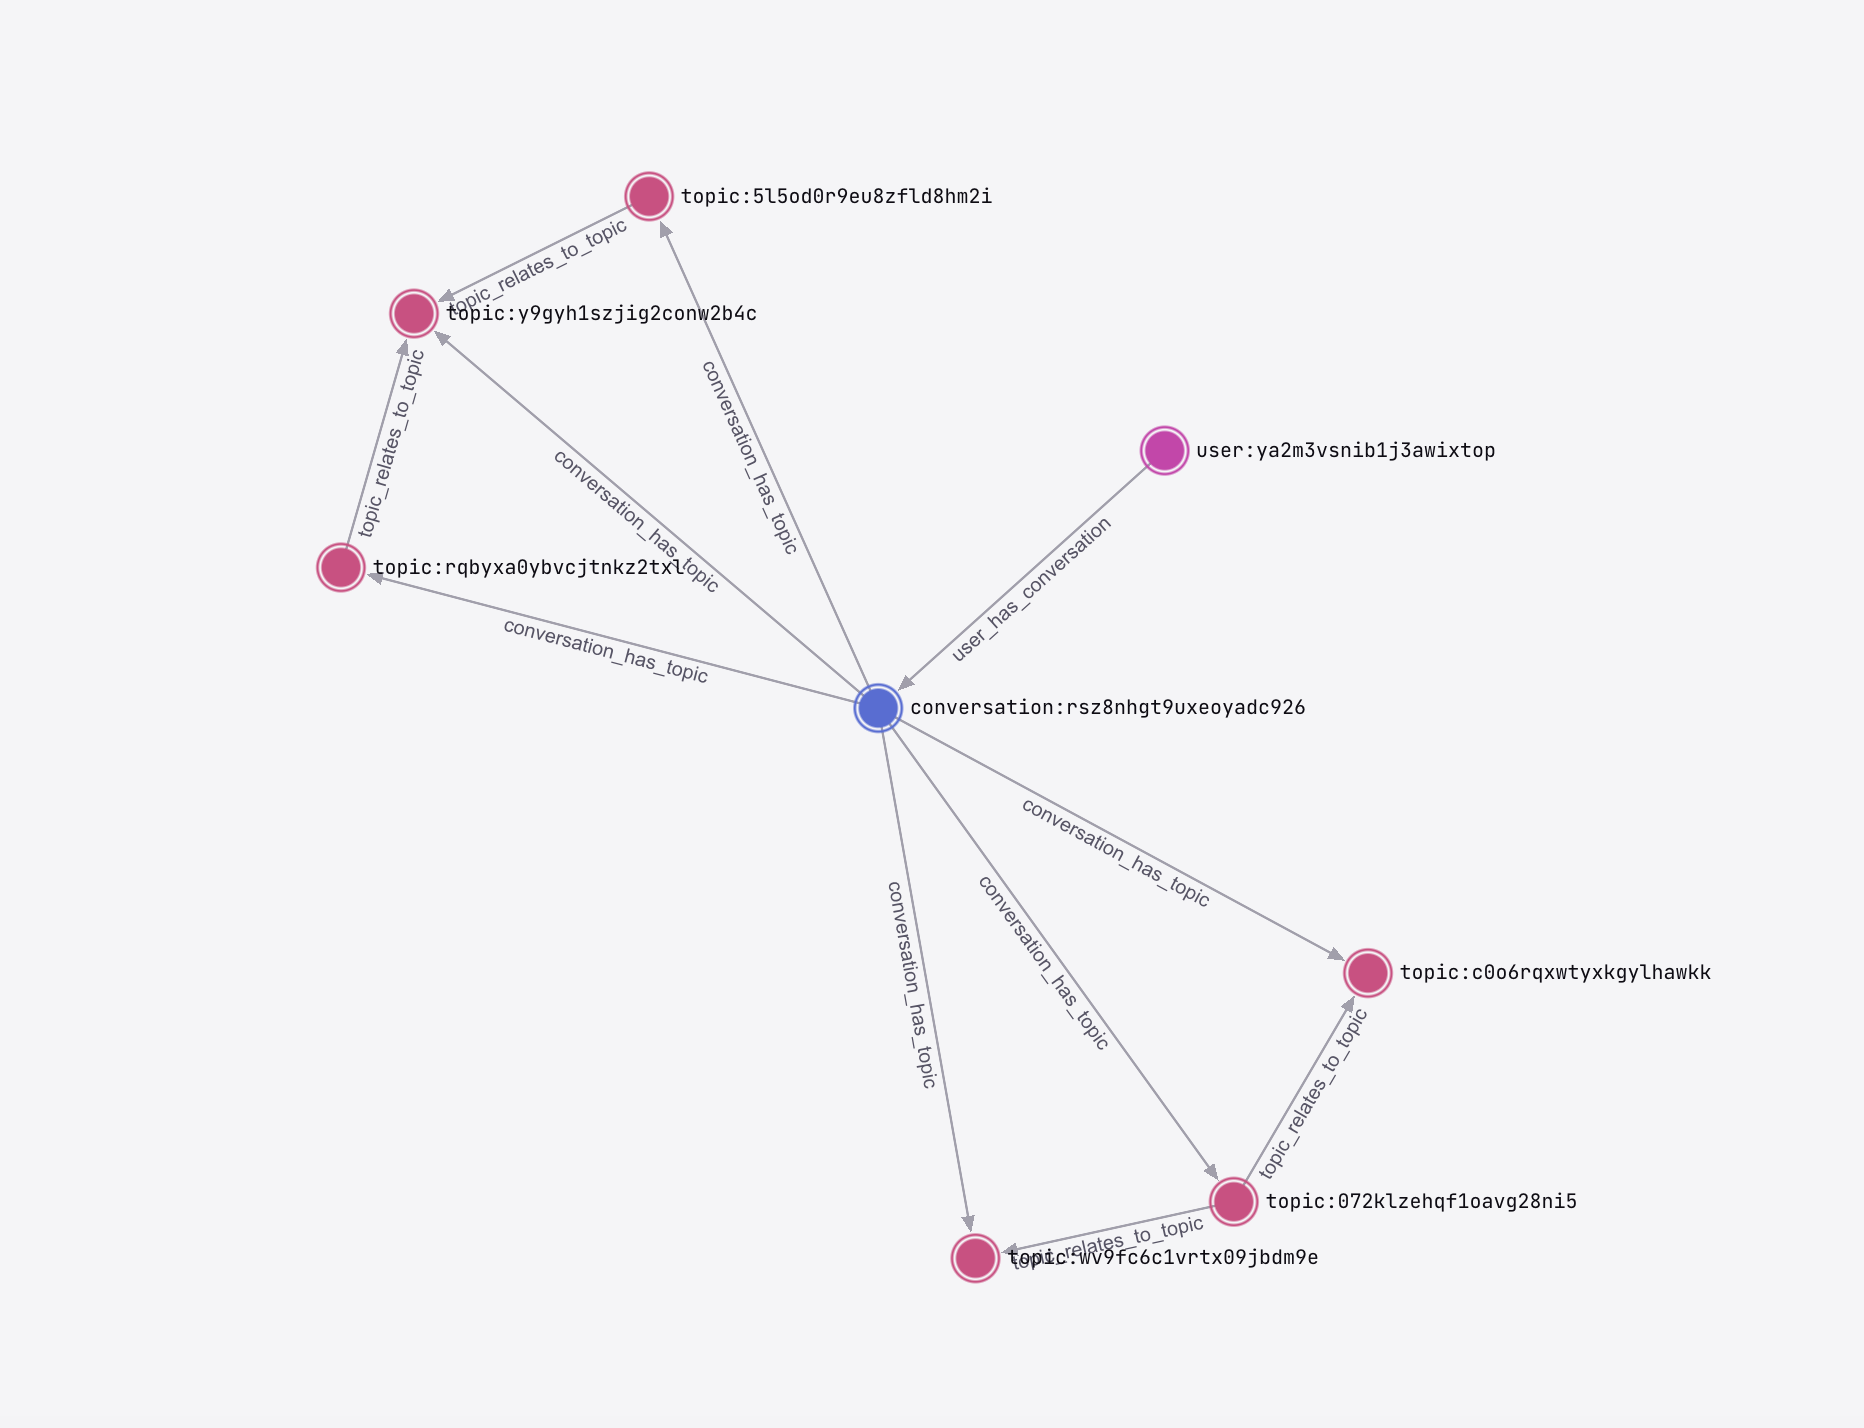 topic:5l5od0r9eu8zfld8hm2i
topic_relates_to_topic
topic:y9gyh1szjig2conw2b4c
topic_relates_to_topic
conversation_has_topic
conversation_has_topic
user:ya2m3vsnib1j3awixtop
topic:rqbyxa0ybvcjtnkz2txl
user_has_conversation
conversation_has_topic
conversation:rsz8nhgt9uxeoyadc926
conversation_has_topic
conversation_has_topic
conversation_has_topic
topic:c0o6rqxwtyxkgylhawkk
topic_relates_to_topic
topic:072klzehqf1oavg28ni5
topic_relates_to_topic
topic:wv9fc6c1vrtx09jbdm9e